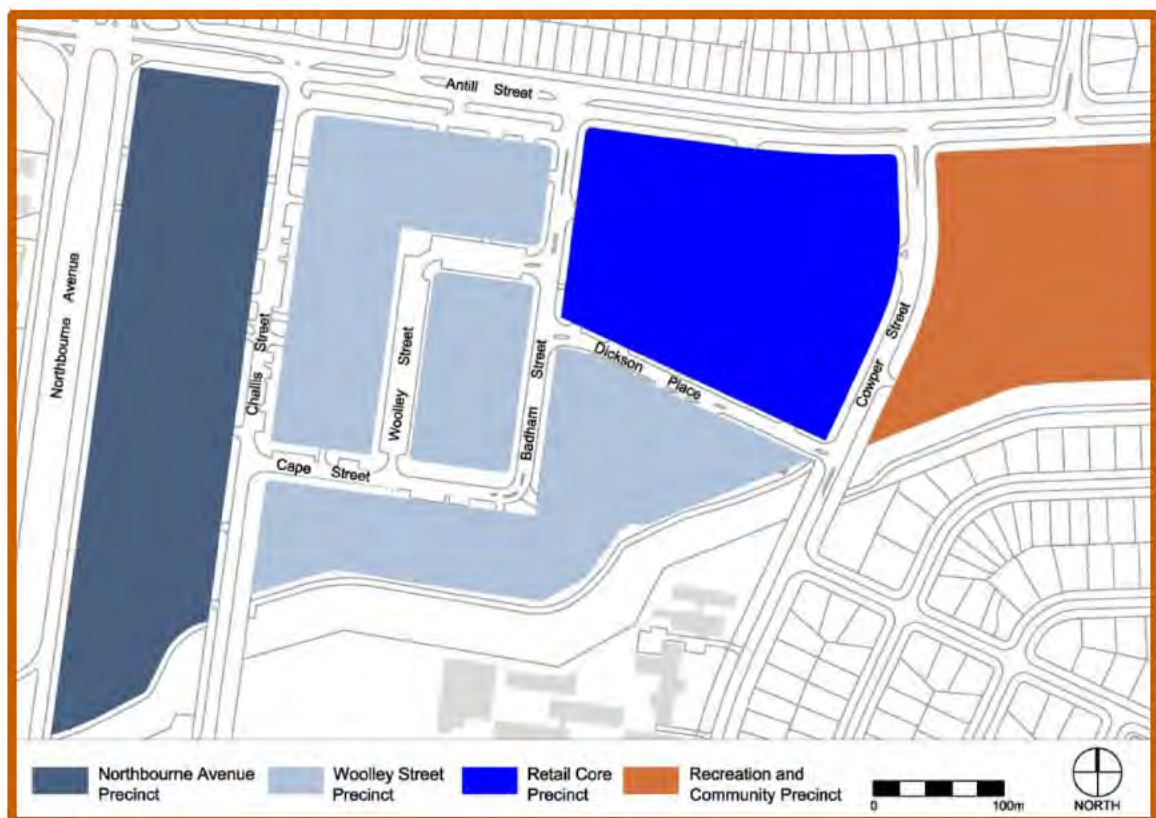 Antill Street
Northbourne Avenue
Challis Street
Woolley Street
Badham Street
Dickson Place
Cowper Street
Cape Street
Northbourne Avenue
Precinct
Woolley Street
Precinct
Retail Core
Precinct
Recreation and
Community Precinct
0 100m
NORTH